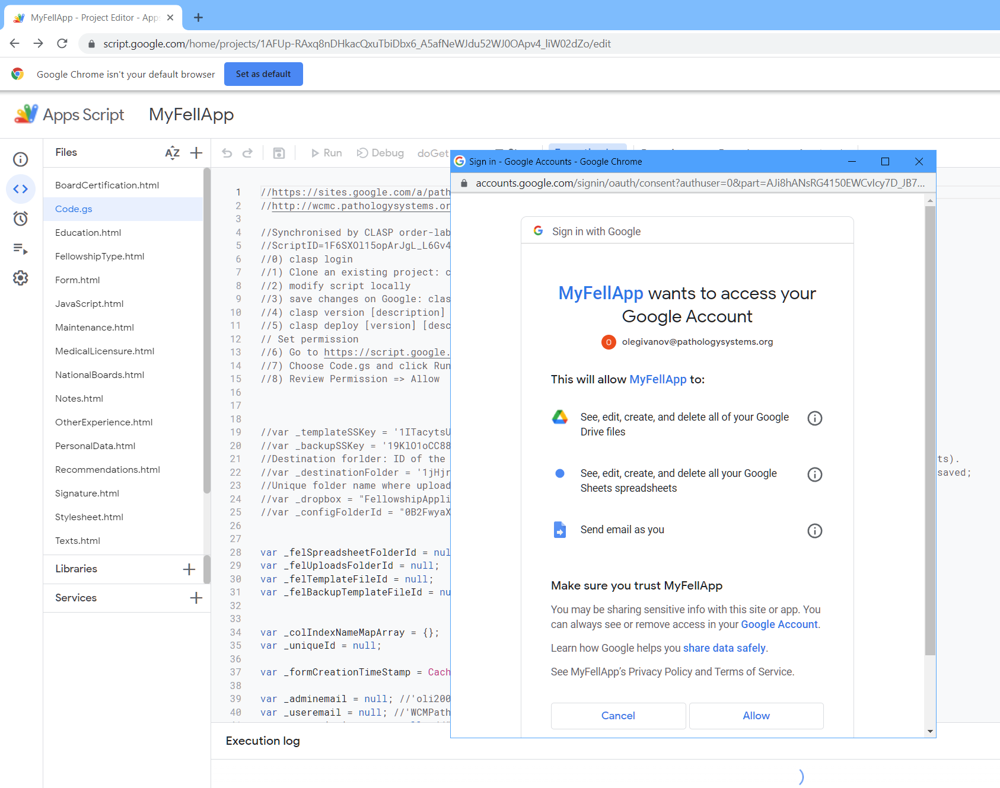 MyFellApp - Project Editor - Apps
script.google.com/home/projects/1AFUp-RAxq8nDHkacQxuTbiDbx6_A5afNeWJdu52WJ0OApv4_liW02dZo/edit
Google Chrome isn't your default browser
Set as default
Apps Script
MyFellApp
Files
AZ
Run
Debug
doGet
BoardCertification.html
Code.gs
Education.html
FellowshipType.html
Form.html
JavaScript.html
Maintenance.html
MedicalLicensure.html
NationalBoards.html
Notes.html
OtherExperience.html
PersonalData.html
Recommendations.html
Signature.html
Stylesheet.html
Texts.html
Libraries
Services
1 //https://sites.google.com/a/path
2 //http://wcmc.pathologysystems.or
3
4 //Synchronised by CLASP order-lab
5 //ScriptID=1F6SXOl15opArJgL_L6Gv4
6 //0) clasp login
7 //1) Clone an existing project: c
8 //2) modify script locally
9 //3) save changes on Google: clas
10 //4) clasp version [description]
11 //5) clasp deploy [version] [desc
12 // Set permission
13 //6) Go to https://script.google.
14 //7) Choose Code.gs and click Run
15 //8) Review Permission => Allow
16
17
18
19 //var _templateSSKey = '1ITacytsU
20 //var _backupSSKey = '19KlO1oCC88
21 //Destination forlder: ID of the
ts).
22 //var _destinationFolder = '1jHjr
saved;
23 //Unique folder name where upload
24 //var _dropbox = "FellowshipAppli
25 //var _configFolderId = "0B2FwyaX
26
27
28 var _felSpreadsheetFolderId = nul
29 var _felUploadsFolderId = null;
30 var _felTemplateFileId = null;
31 var _felBackupTemplateFileId = nu
32
33
34 var _colIndexNameMapArray = {};
35 var _uniqueId = null;
36
37 var _formCreationTimeStamp = Cach
38
39 var _adminemail = null; //'oli200
40 var _useremail = null; //'WCMPath
Execution log
Sign in - Google Accounts - Google Chrome
accounts.google.com/signin/oauth/consent?authuser=0&part=AJi8hANsRG4150EWCvIcy7D_JB7...
Sign in with Google
MyFellApp wants to access your
Google Account
O olegivanov@pathologysystems.org
This will allow MyFellApp to:
See, edit, create, and delete all of your Google
Drive files
See, edit, create, and delete all your Google
Sheets spreadsheets
Send email as you
Make sure you trust MyFellApp
You may be sharing sensitive info with this site or app. You
can always see or remove access in your Google Account.
Learn how Google helps you share data safely.
See MyFellApp’s Privacy Policy and Terms of Service.
Cancel
Allow